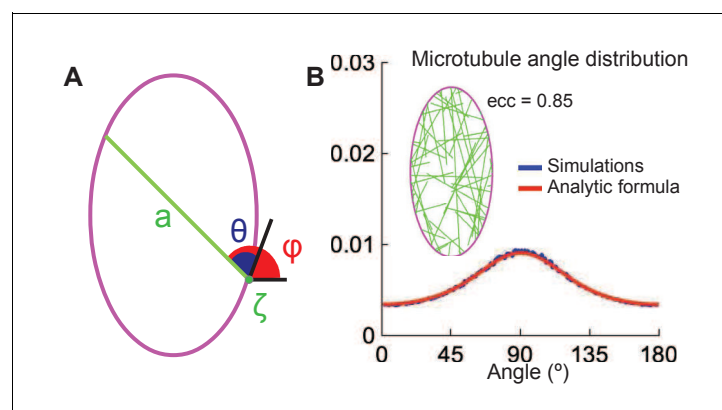 A
a
θ
φ
ζ
B
Microtubule angle distribution
ecc = 0.85
Simulations
Analytic formula
0.03
0.02
0.01
0
0 45 90 135 180
Angle (º)